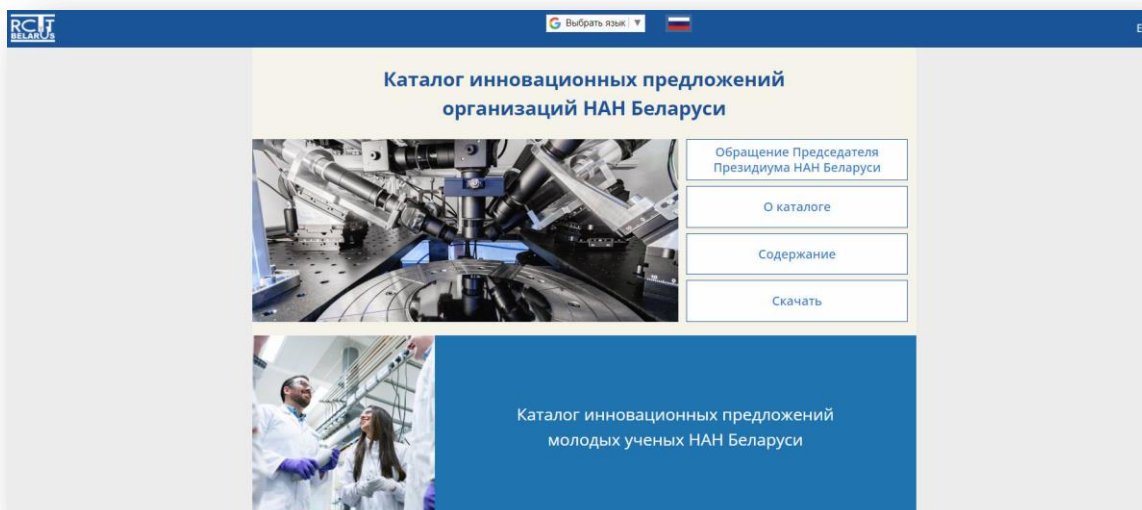 RCTT
BELARUS
Выбрать язык
Каталог инновационных предложений
организаций НАН Беларуси
Обращение Председателя
Президиума НАН Беларуси
О каталоге
Содержание
Скачать
Каталог инновационных предложений
молодых ученых НАН Беларуси